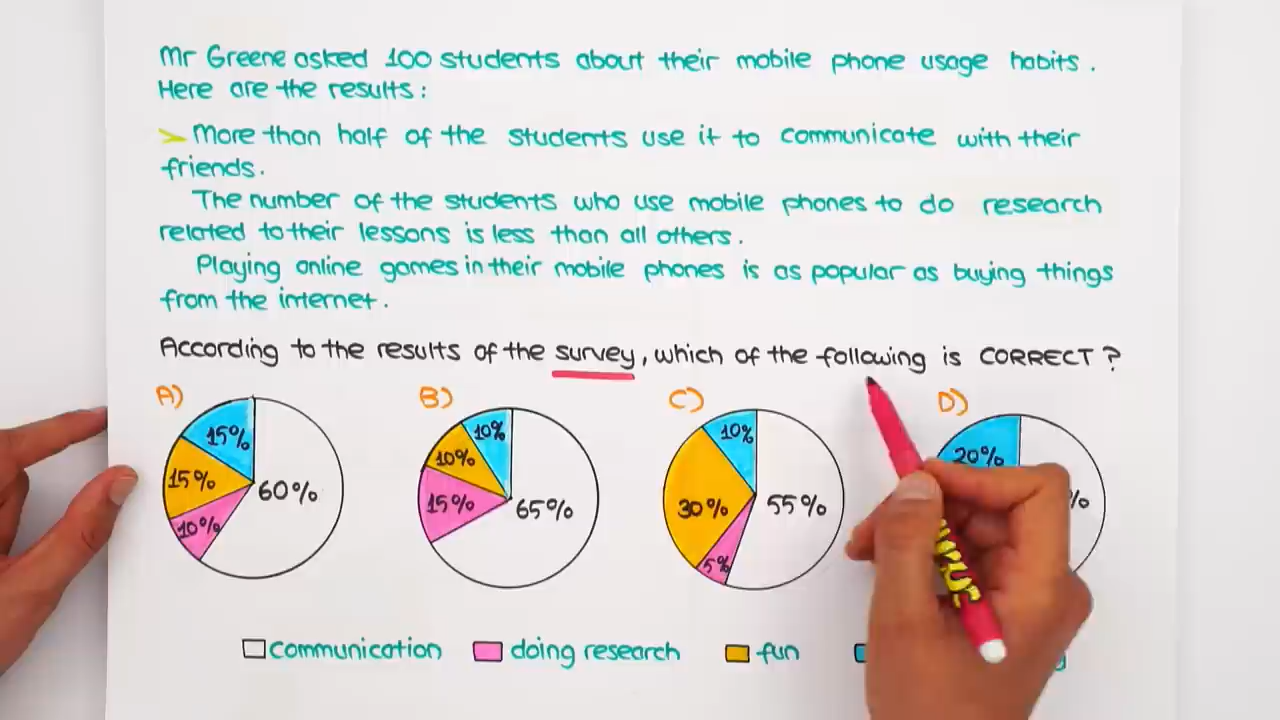 Mr Greene asked 100 students about their mobile phone usage habits.
Here are the results:
> More than half of the students use it to communicate with their
friends.
The number of the students who use mobile phones to do research
related to their lessons is less than all others.
Playing online games in their mobile phones is as popular as buying things
from the internet.
According to the results of the survey, which of the following is CORRECT?
A) B) C) D)
15% 15% 10% 60%
10% 10% 15% 65%
10% 30% 5% 55%
20%
communication doing research fun